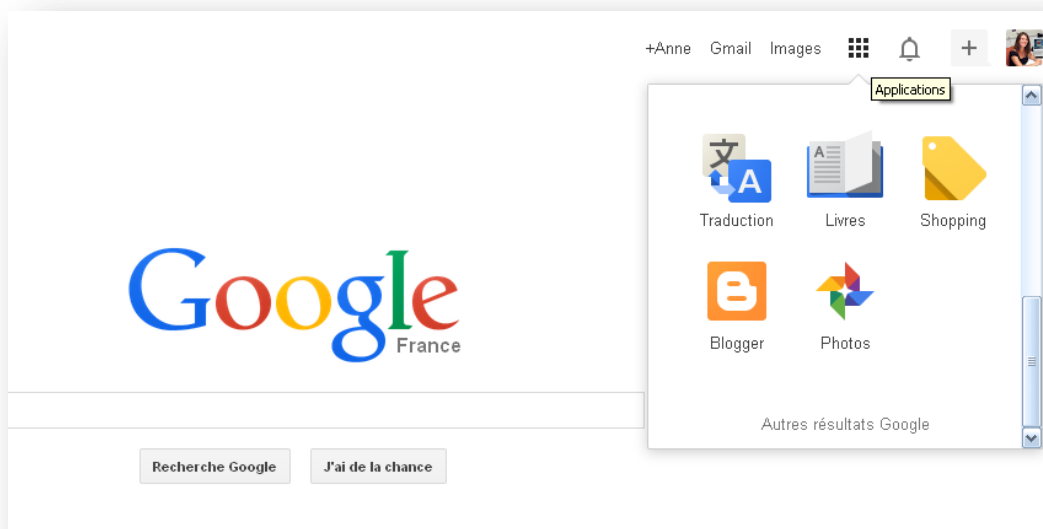 +Anne Gmail Images
Applications
文 A
A
Traduction Livres Shopping
Google
France
Blogger Photos
Autres résultats Google
Recherche Google J'ai de la chance